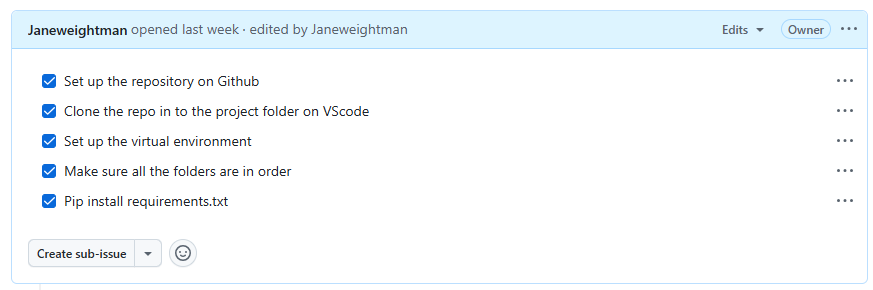 Janeweightman opened last week · edited by Janeweightman Edits Owner
Set up the repository on Github
Clone the repo in to the project folder on VScode
Set up the virtual environment
Make sure all the folders are in order
Pip install requirements.txt
Create sub-issue